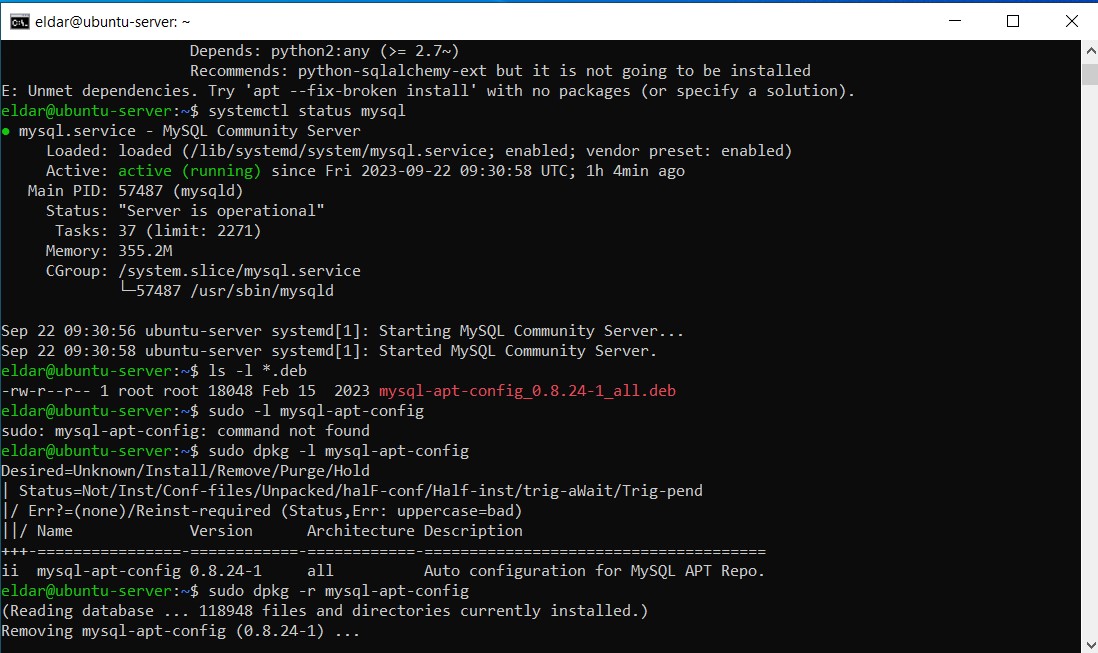 eldar@ubuntu-server: ~
Depends: python2:any (>= 2.7~)
Recommends: python-sqlalchemy-ext but it is not going to be installed
E: Unmet dependencies. Try 'apt --fix-broken install' with no packages (or specify a solution).
eldar@ubuntu-server:~$ systemctl status mysql
● mysql.service - MySQL Community Server
Loaded: loaded (/lib/systemd/system/mysql.service; enabled; vendor preset: enabled)
Active: active (running) since Fri 2023-09-22 09:30:58 UTC; 1h 4min ago
Main PID: 57487 (mysqld)
Status: "Server is operational"
Tasks: 37 (limit: 2271)
Memory: 355.2M
CGroup: /system.slice/mysql.service
└─57487 /usr/sbin/mysqld
Sep 22 09:30:56 ubuntu-server systemd[1]: Starting MySQL Community Server...
Sep 22 09:30:58 ubuntu-server systemd[1]: Started MySQL Community Server.
eldar@ubuntu-server:~$ ls -l *.deb
-rw-r--r-- 1 root root 18048 Feb 15  2023 mysql-apt-config_0.8.24-1_all.deb
eldar@ubuntu-server:~$ sudo -l mysql-apt-config
sudo: mysql-apt-config: command not found
eldar@ubuntu-server:~$ sudo dpkg -l mysql-apt-config
Desired=Unknown/Install/Remove/Purge/Hold
| Status=Not/Inst/Conf-files/Unpacked/halF-conf/Half-inst/trig-aWait/Trig-pend
|/ Err?=(none)/Reinst-required (Status,Err: uppercase=bad)
||/ Name             Version      Architecture Description
+++-================-============-============-======================================
ii  mysql-apt-config 0.8.24-1     all          Auto configuration for MySQL APT Repo.
eldar@ubuntu-server:~$ sudo dpkg -r mysql-apt-config
(Reading database ... 118948 files and directories currently installed.)
Removing mysql-apt-config (0.8.24-1) ...